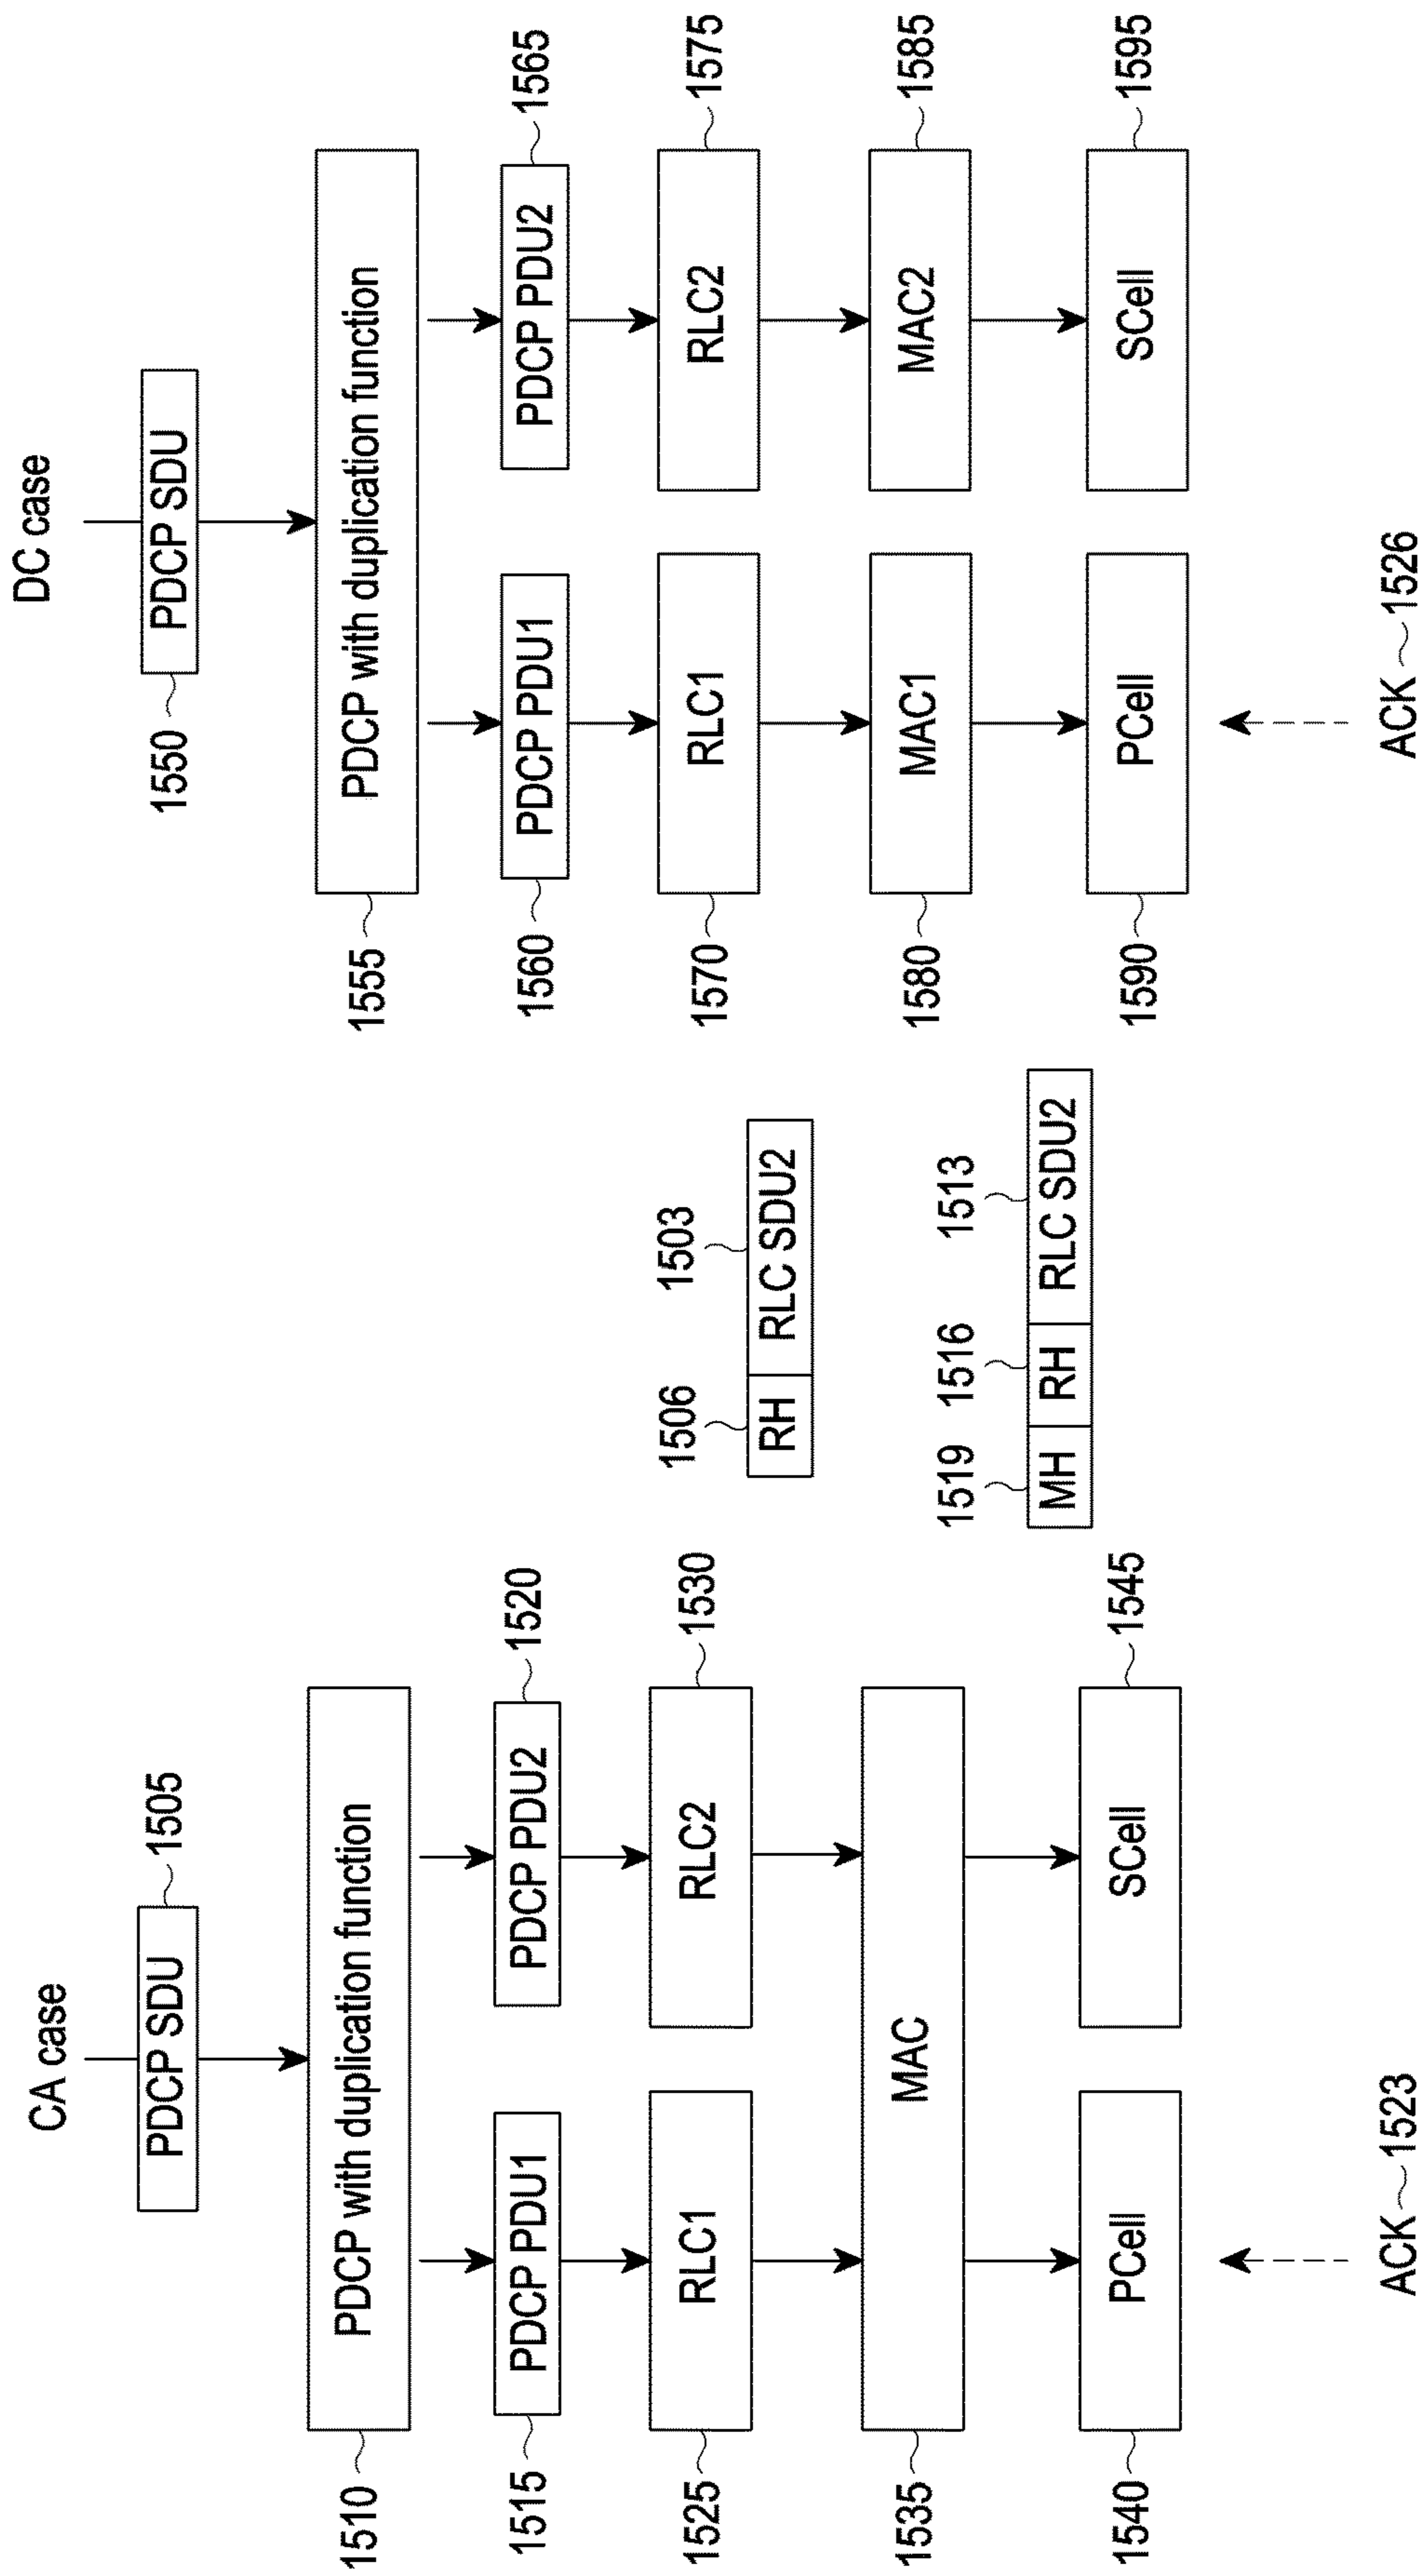 CA case
PDCP SDU
1505
PDCP with duplication function
1510
PDCP PDU1
1515
PDCP PDU2
1520
RLC1
1525
RLC2
1530
MAC
1535
PCell
1540
SCell
1545
ACK
1523
1506
1503
RH
RLC SDU2
1519
1516
1513
MH
RH
RLC SDU2
DC case
PDCP SDU
1550
PDCP with duplication function
1555
PDCP PDU1
1560
PDCP PDU2
1565
RLC1
1570
RLC2
1575
MAC1
1580
MAC2
1585
PCell
1590
SCell
1595
ACK
1526